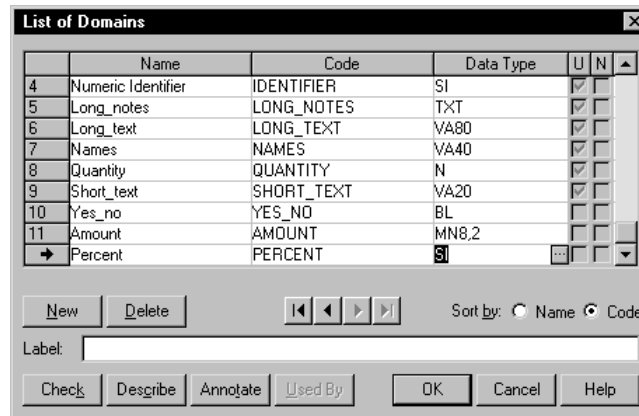 List of Domains
Name Code Data Type U N
4 Numeric Identifier IDENTIFIER SI
5 Long_notes LONG_NOTES TXT
6 Long_text LONG_TEXT VA80
7 Names NAMES VA40
8 Quantity QUANTITY N
9 Short_text SHORT_TEXT VA20
10 Yes_no YES_NO BL
11 Amount AMOUNT MN8,2
Percent PERCENT SI ...
New Delete Sort by: Name Code
Label:
Check Describe Annotate Used By OK Cancel Help